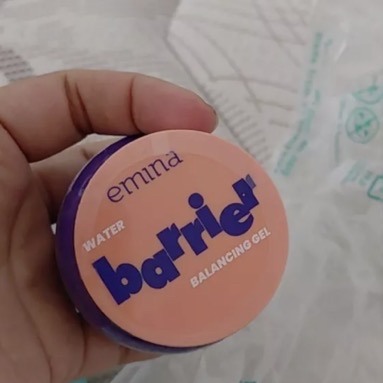 emina
WATER
barrier
BALANCING GEL